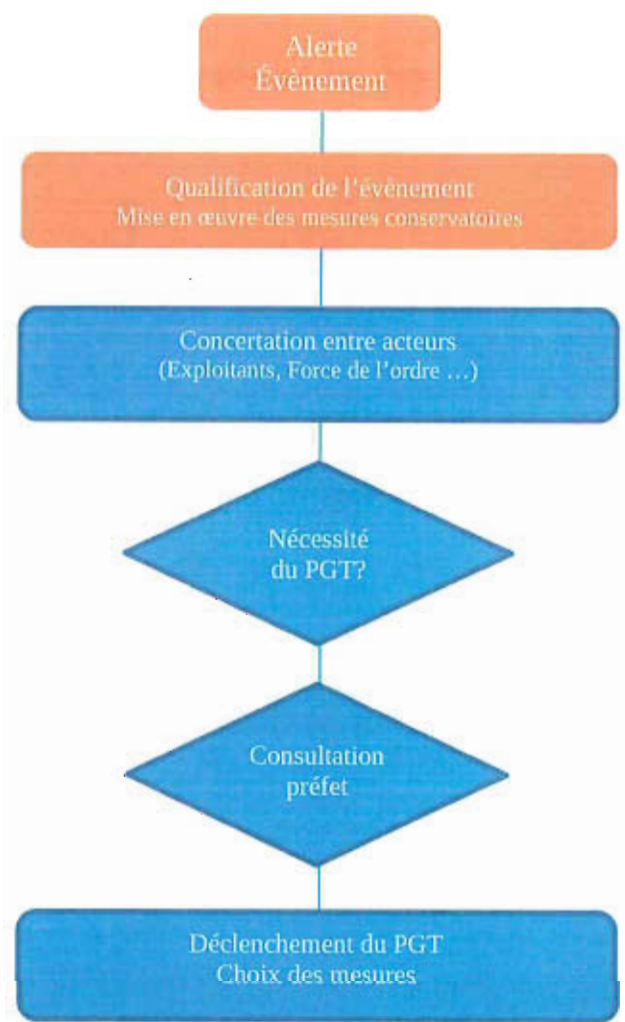 Alerte
Évènement
Qualification de l'évènement
Mise en œuvre des mesures conservatoires
Concertation entre acteurs
(Exploitants, Force de l'ordre ...)
Nécessité
du PGT?
Consultation
préfet
Déclenchement du PGT
Choix des mesures